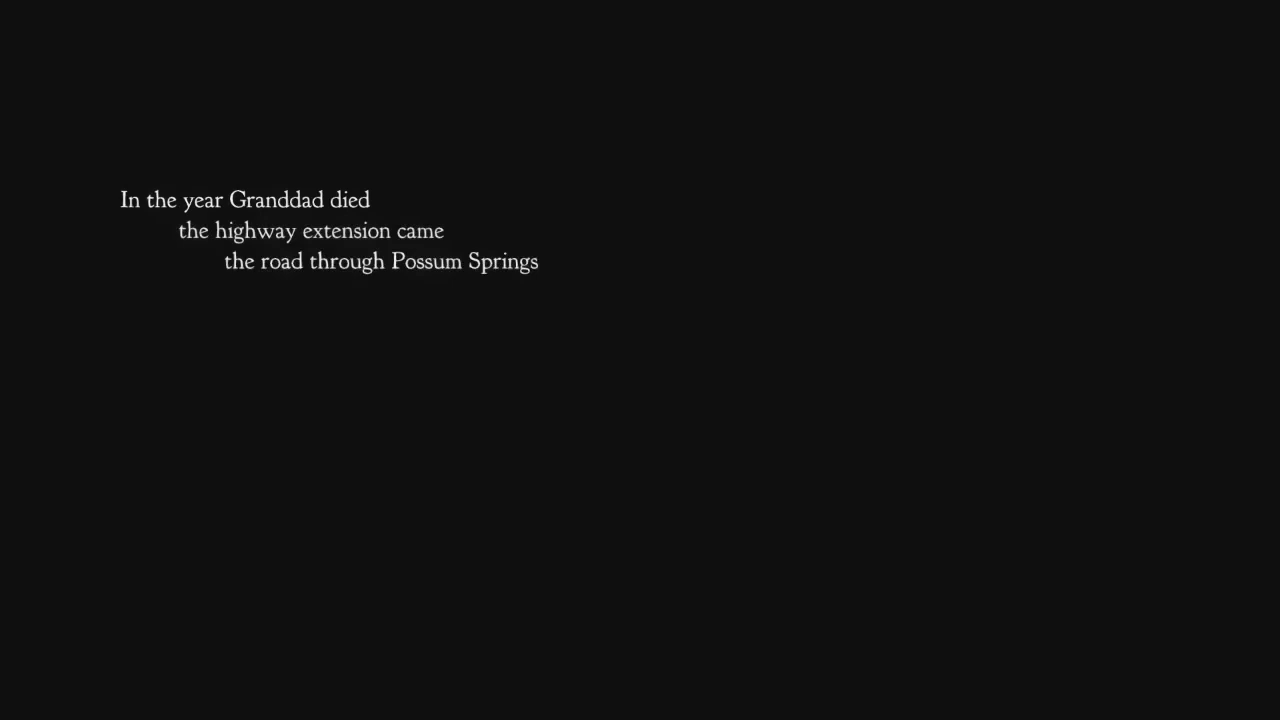 In the year Granddad died
the highway extension came
the road through Possum Springs